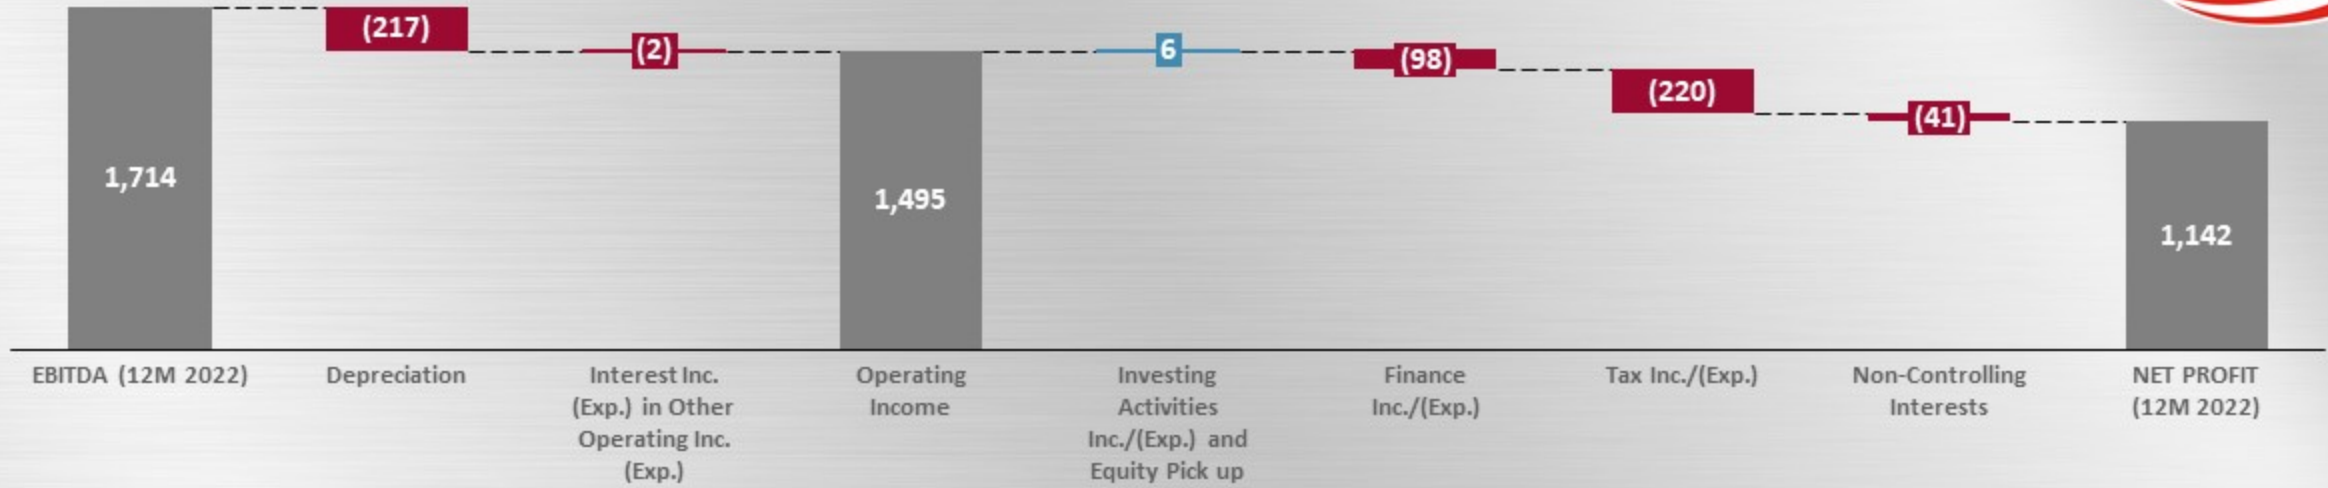 (217)
(2)
6
(98)
(220)
(41)
1,714
1,495
1,142
EBITDA (12M 2022)
Depreciation
Interest Inc.
(Exp.) in Other
Operating Inc.
(Exp.)
Operating
Income
Investing
Activities
Inc./(Exp.) and
Equity Pick up
Finance
Inc./(Exp.)
Tax Inc./(Exp.)
Non-Controlling
Interests
NET PROFIT
(12M 2022)